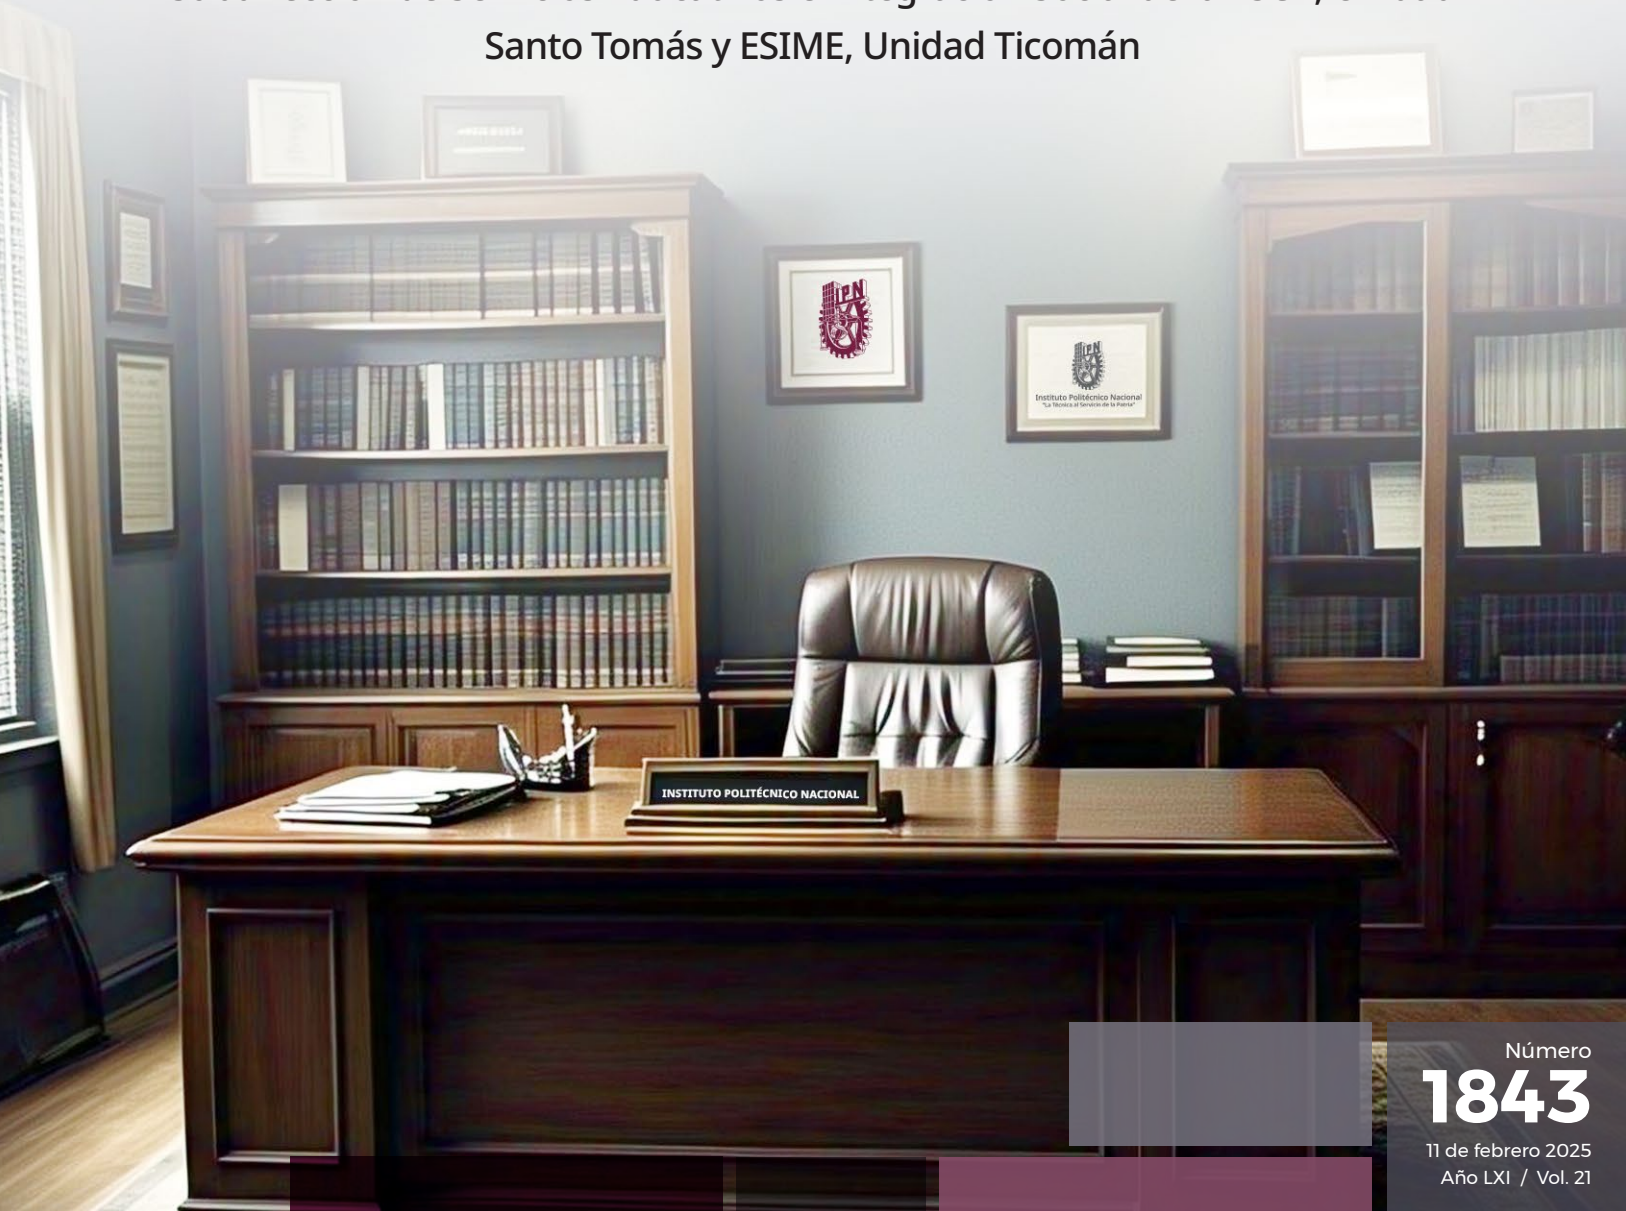 Santo Tomás y ESIME, Unidad Ticomán
IPN
IPN
Instituto Politécnico Nacional
"La Técnica al Servicio de la Patria"
INSTITUTO POLITÉCNICO NACIONAL
Número
1843
11 de febrero 2025
Año LXI / Vol. 21